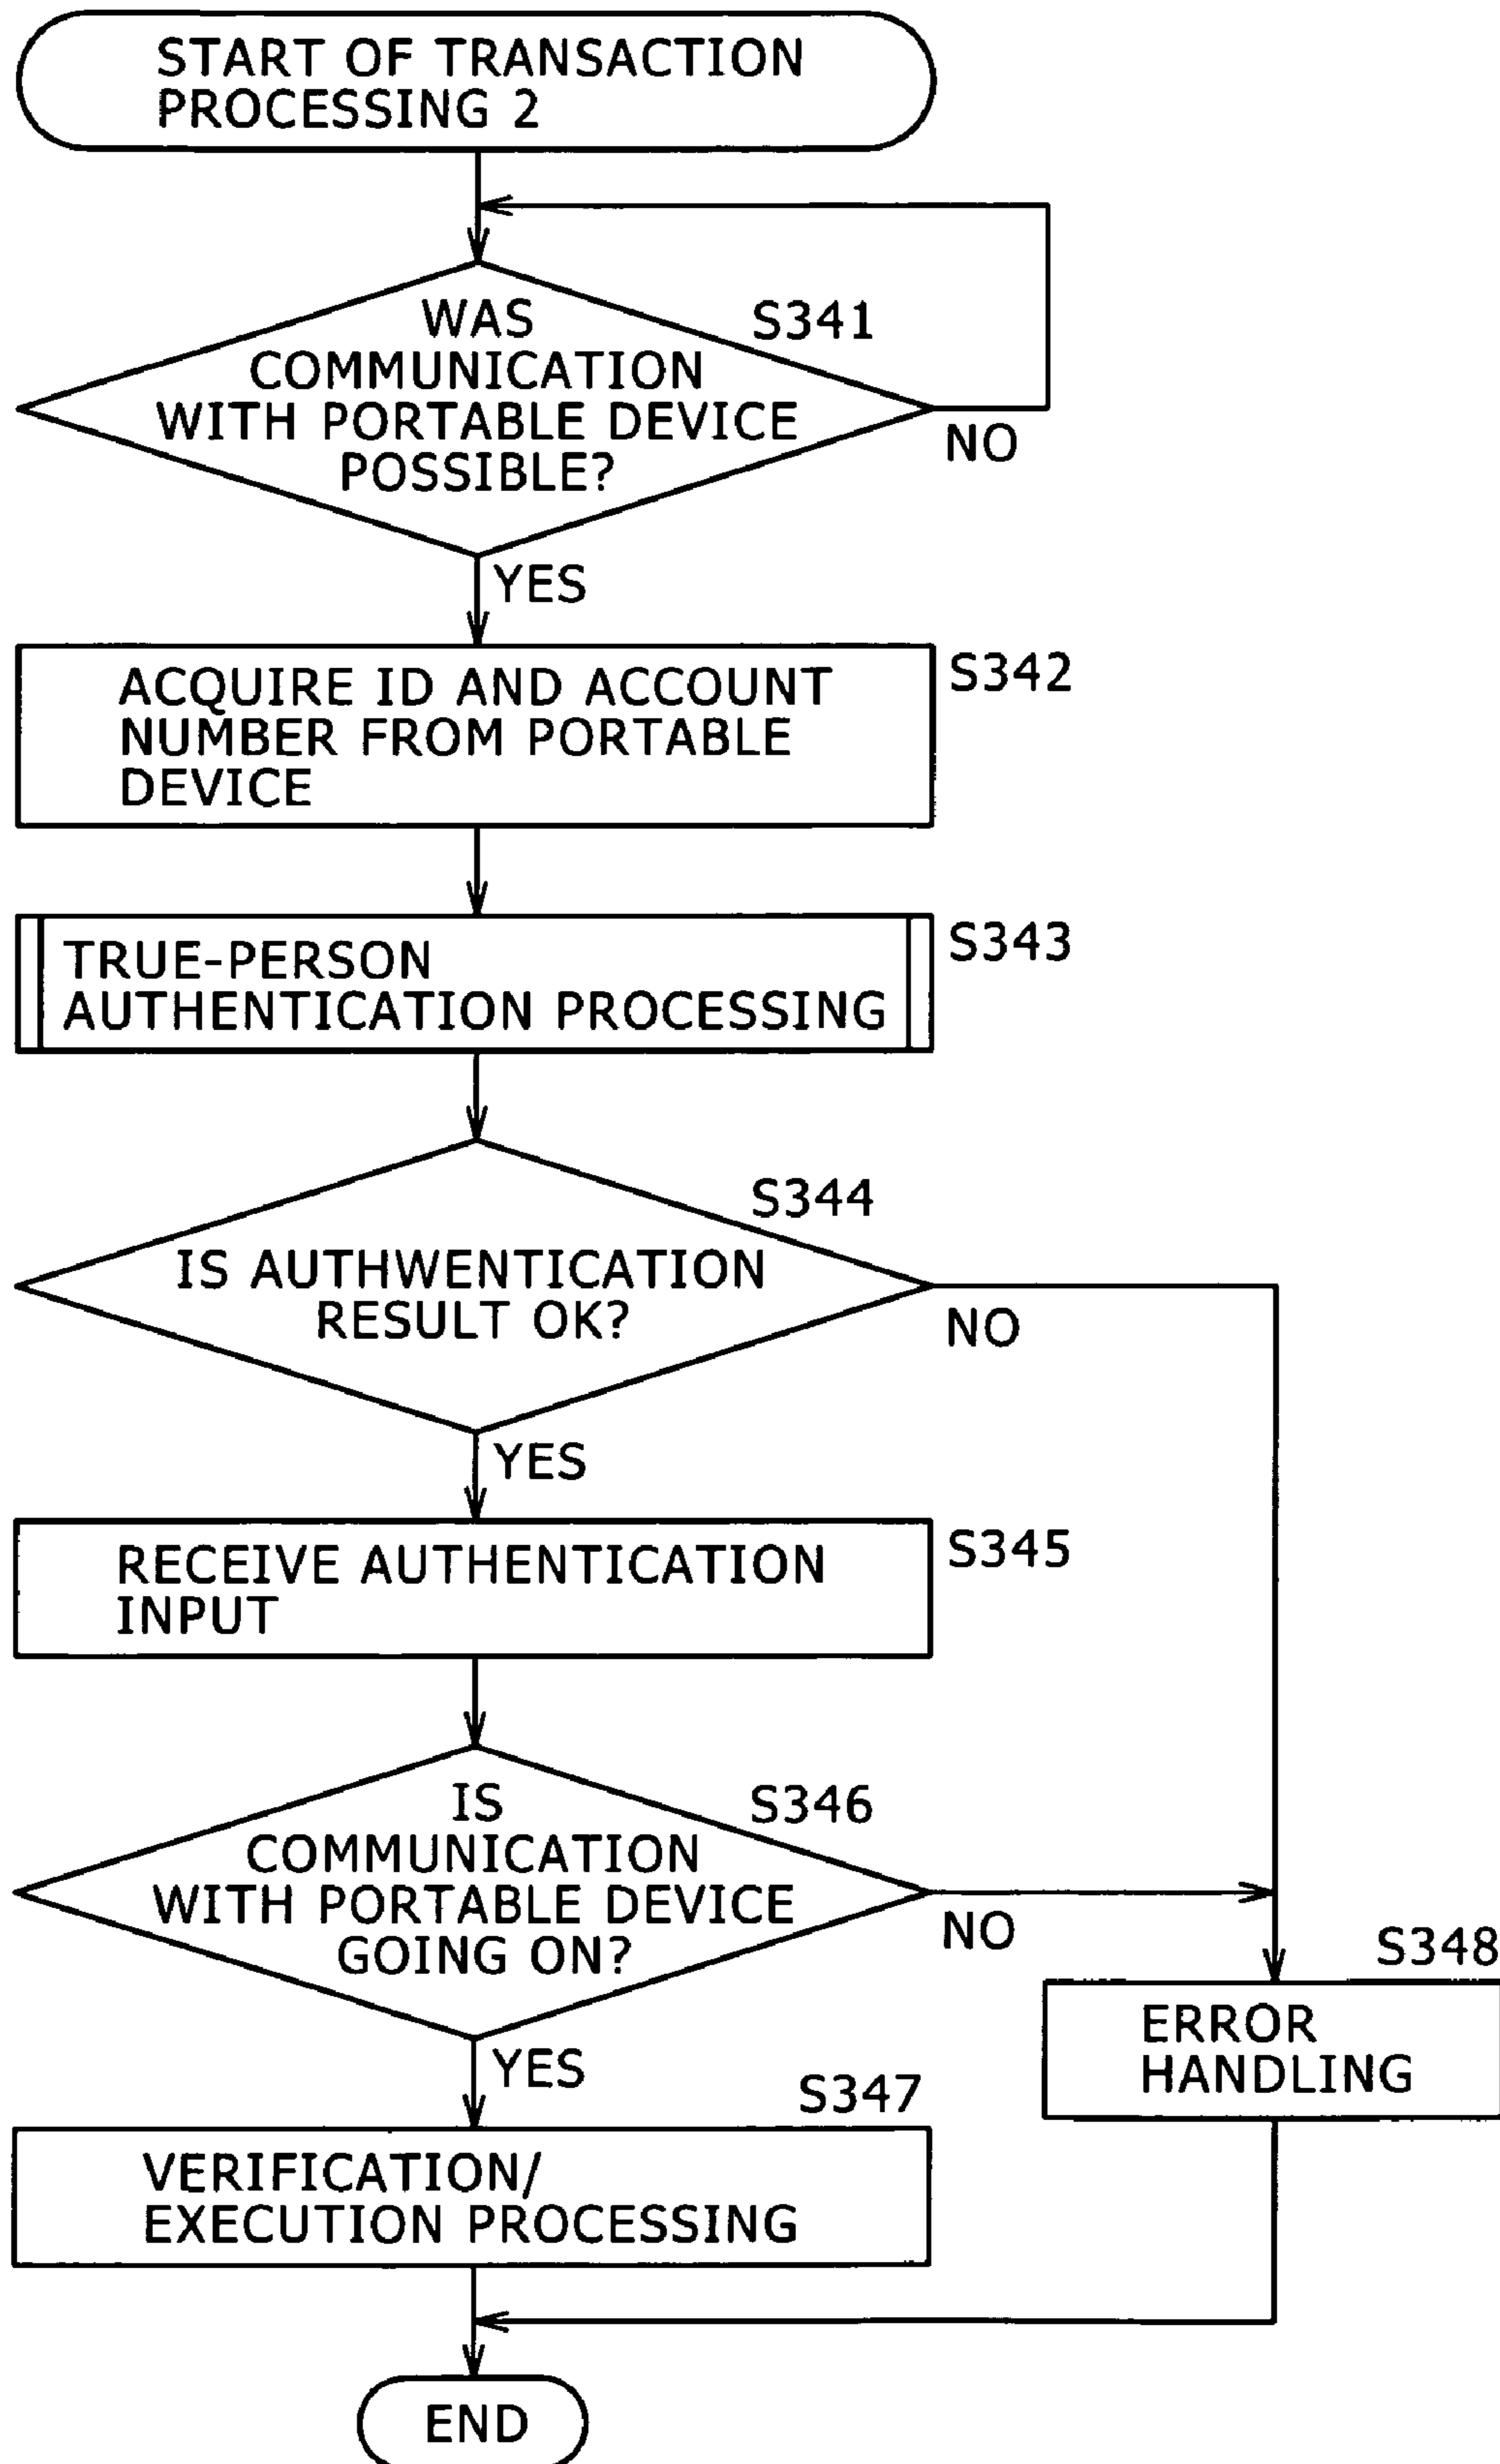 START OF TRANSACTION
PROCESSING 2
WAS
COMMUNICATION
WITH PORTABLE DEVICE
POSSIBLE?
S341
NO
YES
ACQUIRE ID AND ACCOUNT
NUMBER FROM PORTABLE
DEVICE
S342
TRUE-PERSON
AUTHENTICATION PROCESSING
S343
S344
IS AUTHWENTICATION
RESULT OK?
NO
YES
RECEIVE AUTHENTICATION
INPUT
S345
IS
COMMUNICATION
WITH PORTABLE DEVICE
GOING ON?
S346
NO
YES
S348
ERROR
HANDLING
S347
VERIFICATION/
EXECUTION PROCESSING
END